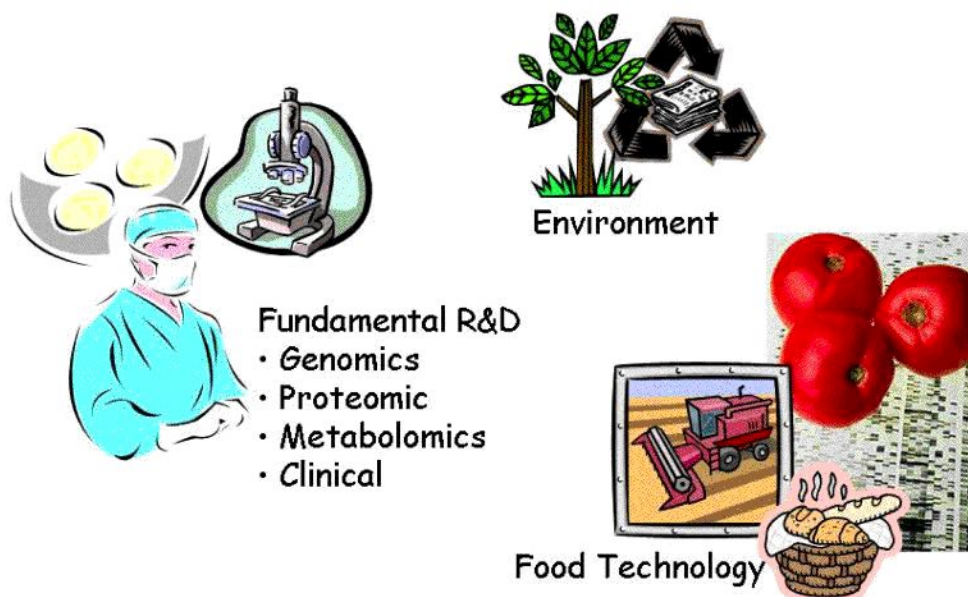 Environment
Fundamental R&D
• Genomics
• Proteomic
• Metabolomics
• Clinical
Food Technology